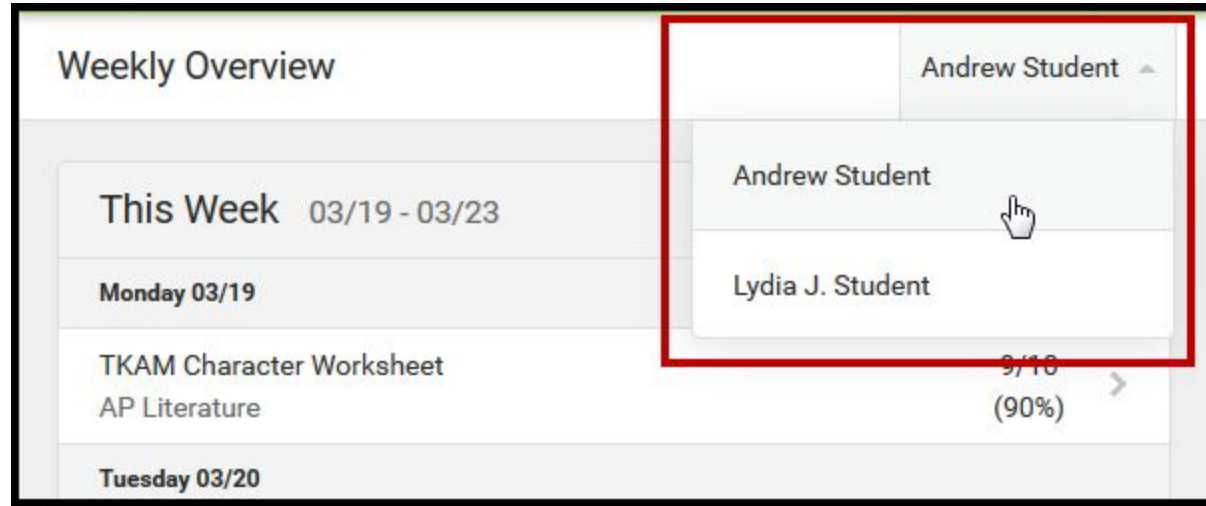 Weekly Overview
Andrew Student
Andrew Student
Lydia J. Student
This Week 03/19 - 03/23
Monday 03/19
TKAM Character Worksheet
9/10
AP Literature
(90%)
Tuesday 03/20